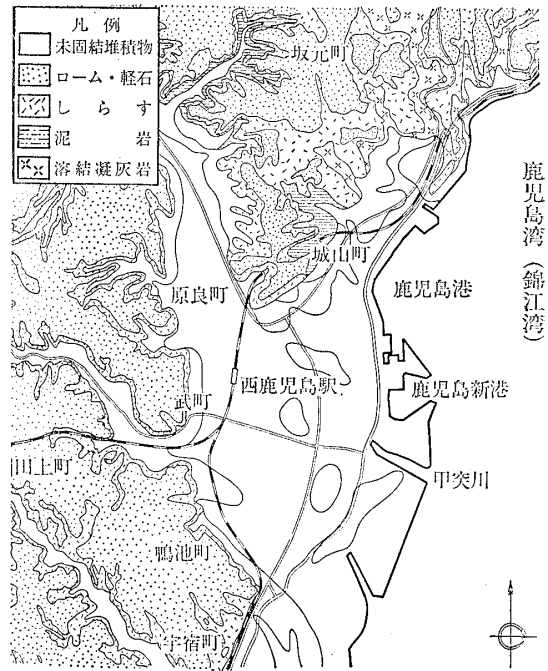 凡例
未固結堆積物
ローム・軽石
しらす
泥岩
溶結凝灰岩
坂元町
鹿児島湾(錦江湾)
城山町
原良町
鹿児島港
西鹿児島駅
鹿児島新港
武町
田上町
甲突川
鴨池町
宇宿町